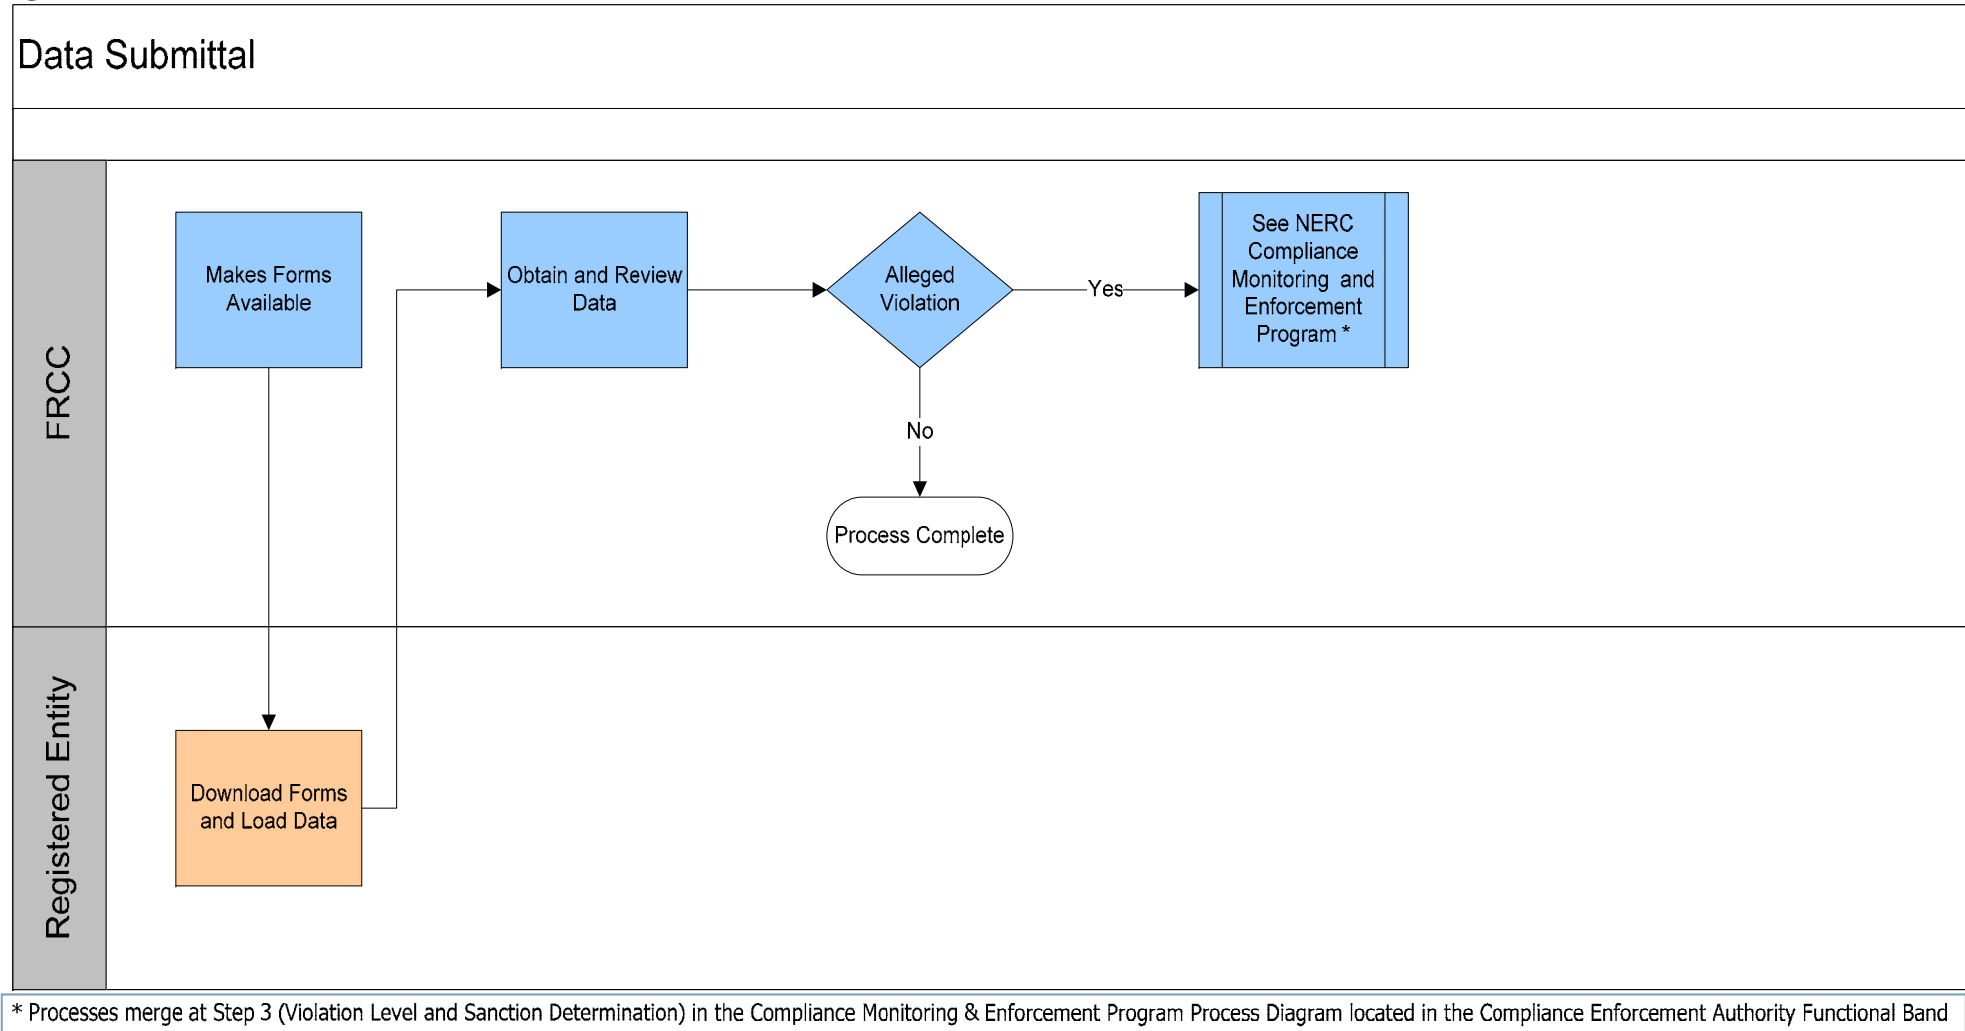 Data Submittal
FRCC
Makes Forms
Available
Obtain and Review
Data
Alleged
Violation
Yes
See NERC
Compliance
Monitoring and
Enforcement
Program *
No
Process Complete
Registered Entity
Download Forms
and Load Data
* Processes merge at Step 3 (Violation Level and Sanction Determination) in the Compliance Monitoring & Enforcement Program Process Diagram located in the Compliance Enforcement Authority Functional Band